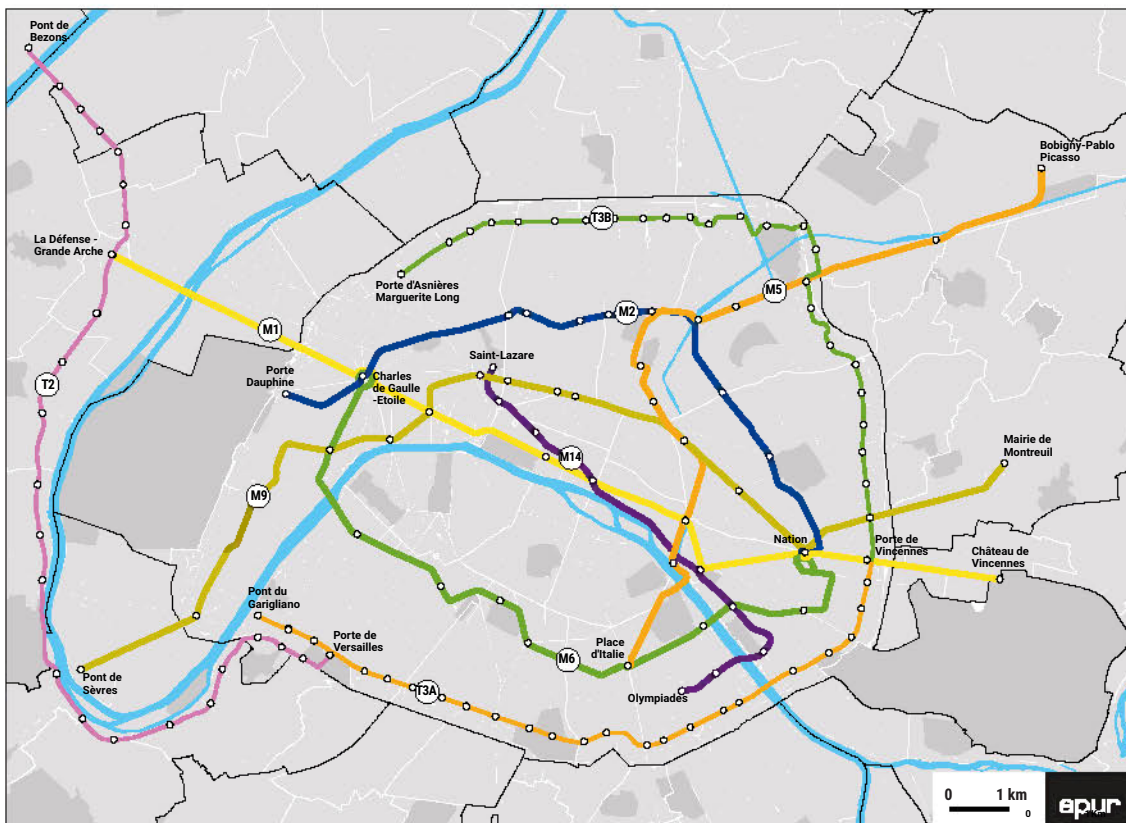 Pont de
Bezons
Bobigny-Pablo
Picasso
T3B
La Défense -
Grande Arche
Porte d'Asnières
Marguerite Long
M5
M2
M1
Saint-Lazare
Porte
Dauphine
Charles
de Gaulle
-Etoile
T2
Mairie de
Montreuil
M14
M9
Nation
Porte de
Vincennes
Château de
Vincennes
Pont du
Garigliano
Porte de
Versailles
Place
d'Italie
M6
Pont de
Sèvres
T3A
Olympiades
0 1 km
0
apur